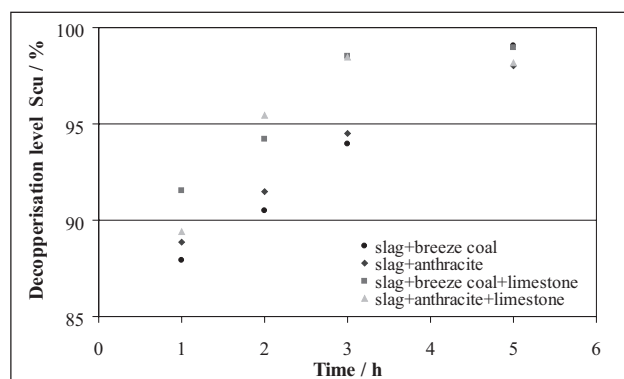 100
95
90
85
Decopperisation level Scu / %
slag+breeze coal
slag+anthracite
slag+breeze coal+limestone
slag+anthracite+limestone
0 1 2 3 4 5 6
Time / h